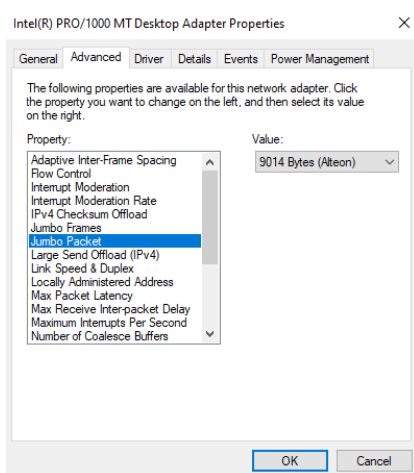 Intel(R) PRO/1000 MT Desktop Adapter Properties
General Advanced Driver Details Events Power Management
The following properties are available for this network adapter. Click
the property you want to change on the left, and then select its value
on the right.
Property:
Value:
Adaptive Inter-Frame Spacing
Flow Control
Interrupt Moderation
Interrupt Moderation Rate
IPv4 Checksum Offload
Jumbo Frames
Jumbo Packet
Large Send Offload (IPv4)
Link Speed & Duplex
Locally Administered Address
Max Packet Latency
Max Receive Inter-packet Delay
Maximum Interrupts Per Second
Number of Coalesce Buffers
9014 Bytes (Alteon)
OK Cancel